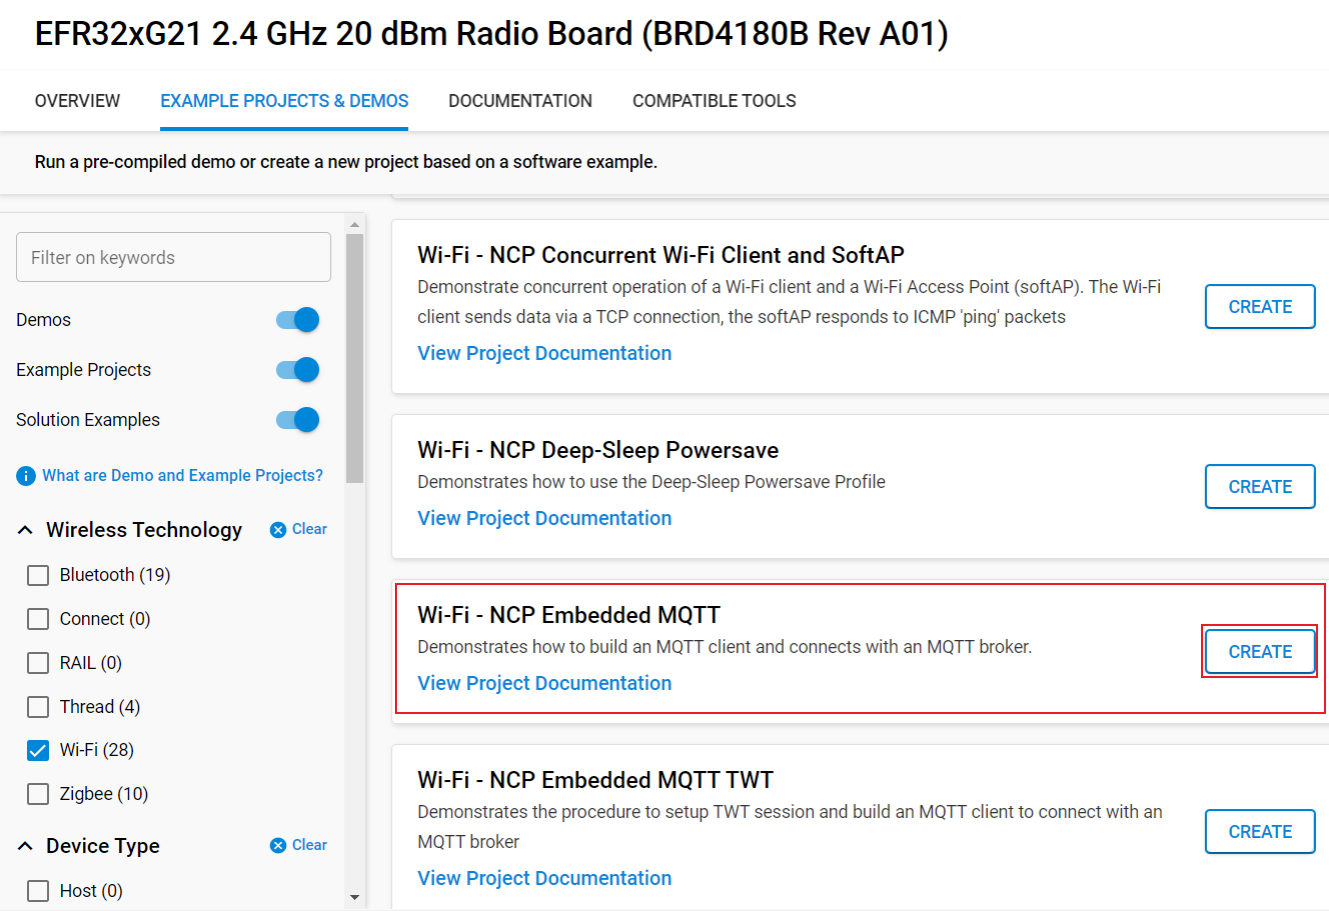 EFR32xG21 2.4 GHz 20 dBm Radio Board (BRD4180B Rev A01)
OVERVIEW
EXAMPLE PROJECTS & DEMOS
DOCUMENTATION
COMPATIBLE TOOLS
Run a pre-compiled demo or create a new project based on a software example.
Filter on keywords
Demos
Example Projects
Solution Examples
What are Demo and Example Projects?
Wireless Technology
Clear
Bluetooth (19)
Connect (0)
RAIL (0)
Thread (4)
Wi-Fi (28)
Zigbee (10)
Device Type
Clear
Host (0)
Wi-Fi - NCP Concurrent Wi-Fi Client and SoftAP
Demonstrate concurrent operation of a Wi-Fi client and a Wi-Fi Access Point (softAP). The Wi-Fi
client sends data via a TCP connection, the softAP responds to ICMP 'ping' packets
View Project Documentation
CREATE
Wi-Fi - NCP Deep-Sleep Powersave
Demonstrates how to use the Deep-Sleep Powersave Profile
View Project Documentation
CREATE
Wi-Fi - NCP Embedded MQTT
Demonstrates how to build an MQTT client and connects with an MQTT broker.
View Project Documentation
CREATE
Wi-Fi - NCP Embedded MQTT TWT
Demonstrates the procedure to setup TWT session and build an MQTT client to connect with an
MQTT broker
View Project Documentation
CREATE